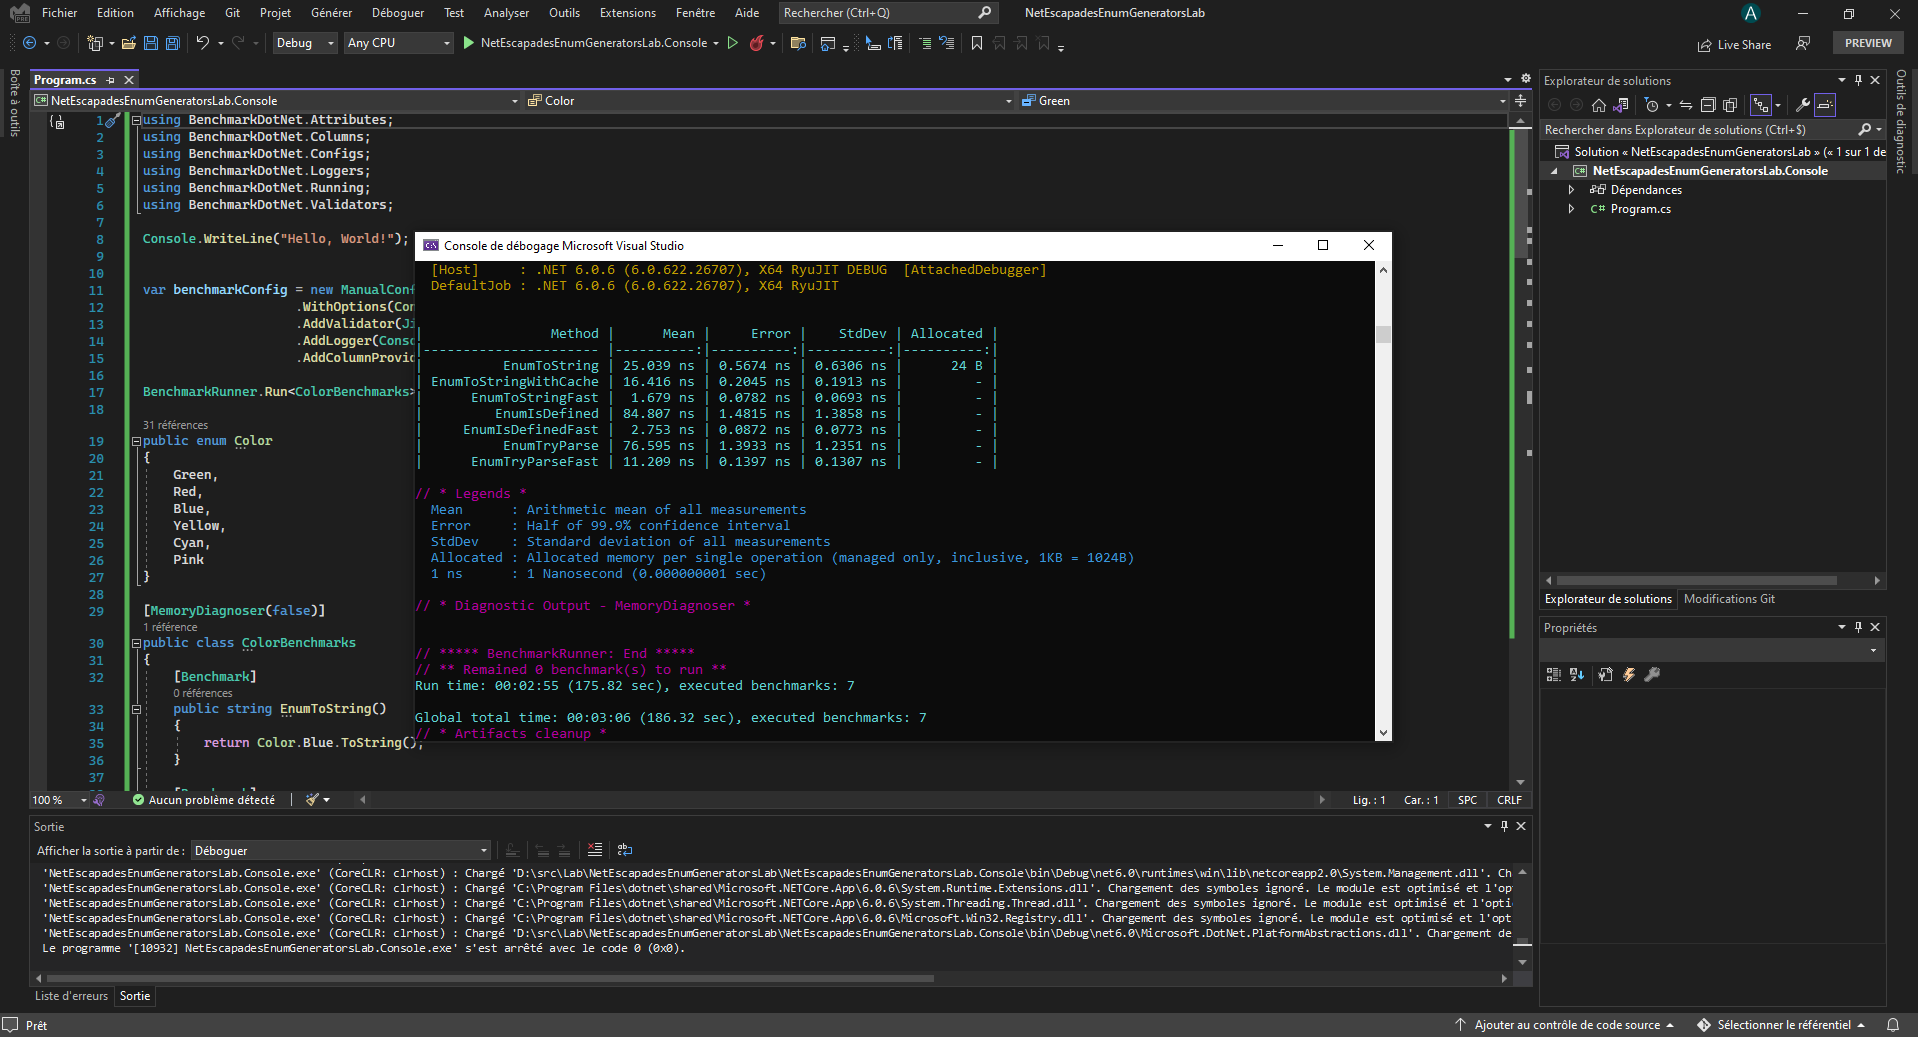 Fichier Edition Affichage Git Projet Générer Déboguer Test Analyser Outils Extensions Fenêtre Aide Rechercher (Ctrl+Q) NetEscapadesEnumGeneratorsLab A
Debug Any CPU NetEscapadesEnumGeneratorsLab.Console Live Share PREVIEW
Boîte à outils
Program.cs
NetEscapadesEnumGeneratorsLab.Console Color Green
1 using BenchmarkDotNet.Attributes;
2 using BenchmarkDotNet.Columns;
3 using BenchmarkDotNet.Configs;
4 using BenchmarkDotNet.Loggers;
5 using BenchmarkDotNet.Running;
6 using BenchmarkDotNet.Validators;
7
8 Console.WriteLine("Hello, World!");
9
10
11 var benchmarkConfig = new ManualConf
12 .WithOptions(Con
13 .AddValidator(Ji
14 .AddLogger(Conso
15 .AddColumnProvid
16
17 BenchmarkRunner.Run<ColorBenchmarks>
18
31 références
19 public enum Color
20 {
21 Green,
22 Red,
23 Blue,
24 Yellow,
25 Cyan,
26 Pink
27 }
28
29 [MemoryDiagnoser(false)]
1 référence
30 public class ColorBenchmarks
31 {
32 [Benchmark]
0 références
33 public string EnumToString()
34 {
35 return Color.Blue.ToString();
36 }
37
100 % Aucun problème détecté Lig. : 1 Car. : 1 SPC CRLF
Console de débogage Microsoft Visual Studio
[Host] : .NET 6.0.6 (6.0.622.26707), X64 RyuJIT DEBUG [AttachedDebugger]
DefaultJob : .NET 6.0.6 (6.0.622.26707), X64 RyuJIT
| Method | Mean | Error | StdDev | Allocated |
|---------------------- |----------:|----------:|----------:|----------:|
| EnumToString | 25.039 ns | 0.5674 ns | 0.6306 ns | 24 B |
| EnumToStringWithCache | 16.416 ns | 0.2045 ns | 0.1913 ns | - |
| EnumToStringFast | 1.679 ns | 0.0782 ns | 0.0693 ns | - |
| EnumIsDefined | 84.807 ns | 1.4815 ns | 1.3858 ns | - |
| EnumIsDefinedFast | 2.753 ns | 0.0872 ns | 0.0773 ns | - |
| EnumTryParse | 76.595 ns | 1.3933 ns | 1.2351 ns | - |
| EnumTryParseFast | 11.209 ns | 0.1397 ns | 0.1307 ns | - |
// * Legends *
Mean : Arithmetic mean of all measurements
Error : Half of 99.9% confidence interval
StdDev : Standard deviation of all measurements
Allocated : Allocated memory per single operation (managed only, inclusive, 1KB = 1024B)
1 ns : 1 Nanosecond (0.000000001 sec)
// * Diagnostic Output - MemoryDiagnoser *
// ***** BenchmarkRunner: End *****
// ** Remained 0 benchmark(s) to run **
Run time: 00:02:55 (175.82 sec), executed benchmarks: 7
Global total time: 00:03:06 (186.32 sec), executed benchmarks: 7
// * Artifacts cleanup *
Explorateur de solutions
Rechercher dans Explorateur de solutions (Ctrl+$)
Solution « NetEscapadesEnumGeneratorsLab » (« 1 sur 1 de
NetEscapadesEnumGeneratorsLab.Console
Dépendances
C# Program.cs
Explorateur de solutions Modifications Git
Propriétés
Outils de diagnostic
Sortie
Afficher la sortie à partir de : Déboguer
'NetEscapadesEnumGeneratorsLab.Console.exe' (CoreCLR: clrhost) : Chargé 'D:\src\Lab\NetEscapadesEnumGeneratorsLab\NetEscapadesEnumGeneratorsLab.Console\bin\Debug\net6.0\runtimes\win\lib\netcoreapp2.0\System.Management.dll'. Ch
'NetEscapadesEnumGeneratorsLab.Console.exe' (CoreCLR: clrhost) : Chargé 'C:\Program Files\dotnet\shared\Microsoft.NETCore.App\6.0.6\System.Runtime.Extensions.dll'. Chargement des symboles ignoré. Le module est optimisé et l'op
'NetEscapadesEnumGeneratorsLab.Console.exe' (CoreCLR: clrhost) : Chargé 'C:\Program Files\dotnet\shared\Microsoft.NETCore.App\6.0.6\System.Threading.Thread.dll'. Chargement des symboles ignoré. Le module est optimisé et l'opti
'NetEscapadesEnumGeneratorsLab.Console.exe' (CoreCLR: clrhost) : Chargé 'C:\Program Files\dotnet\shared\Microsoft.NETCore.App\6.0.6\Microsoft.Win32.Registry.dll'. Chargement des symboles ignoré. Le module est optimisé et l'opt
'NetEscapadesEnumGeneratorsLab.Console.exe' (CoreCLR: clrhost) : Chargé 'D:\src\Lab\NetEscapadesEnumGeneratorsLab\NetEscapadesEnumGeneratorsLab.Console\bin\Debug\net6.0\Microsoft.DotNet.PlatformAbstractions.dll'. Chargement de
Le programme '[10932] NetEscapadesEnumGeneratorsLab.Console.exe' s'est arrêté avec le code 0 (0x0).
Liste d'erreurs Sortie
Prêt Ajouter au contrôle de code source Sélectionner le référentiel